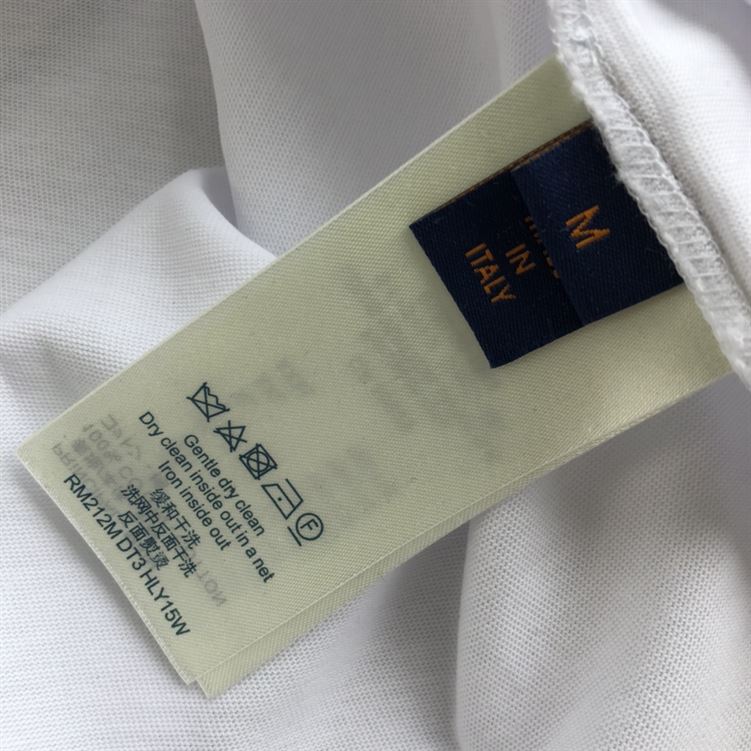 M
IN
ITALY
Gentle dry clean
Dry clean inside out in a net
Iron inside out
缓和干洗
洗网中反面干洗
反面熨烫
RM212M DT3 HLY15W
F